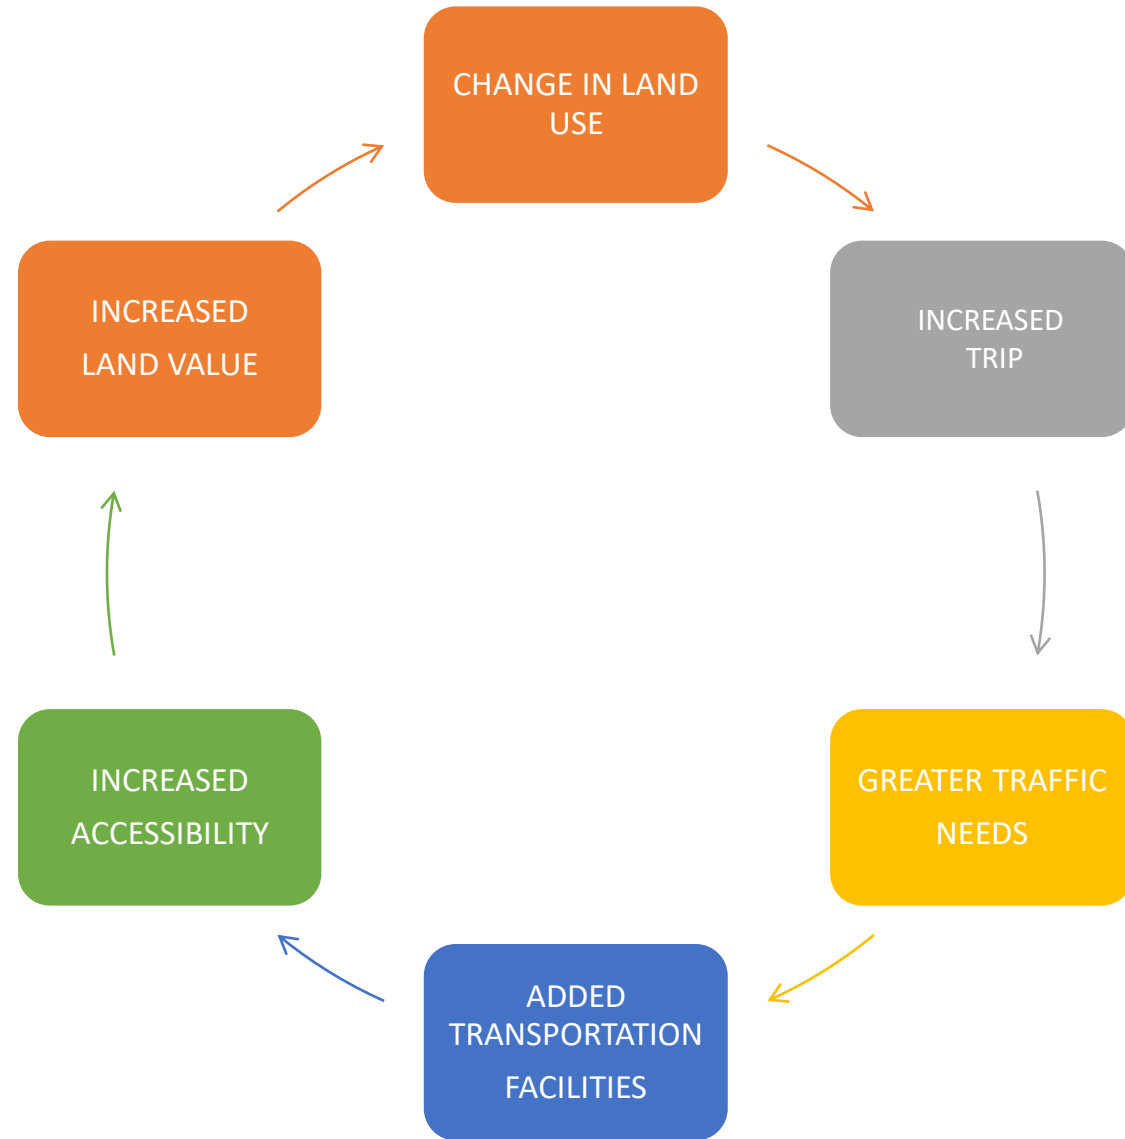 CHANGE IN LAND
USE
INCREASED
TRIP
GREATER TRAFFIC
NEEDS
ADDED
TRANSPORTATION
FACILITIES
INCREASED
ACCESSIBILITY
INCREASED
LAND VALUE